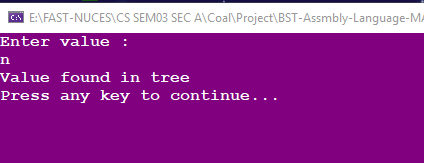 E:\FAST-NUCES\CS SEM03 SEC A\Coal\Project\BST-Assmbly-Language-MA
Enter value :
n
Value found in tree
Press any key to continue...